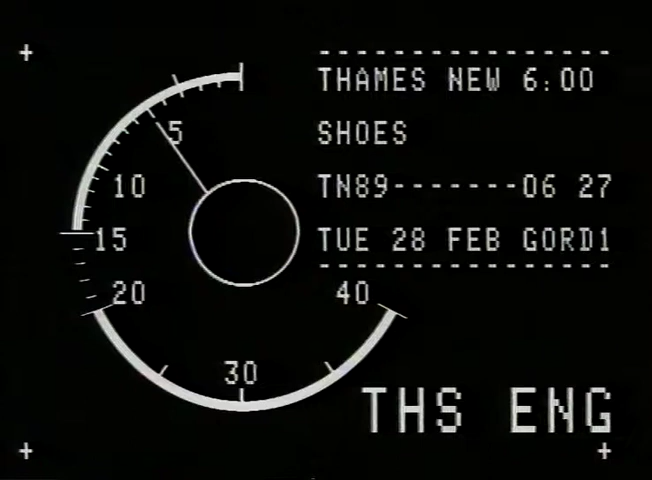 THAMES NEW 6:00
SHOES
TN89-------06 27
TUE 28 FEB GORD1
5
10
15
20
30
40
THS ENG